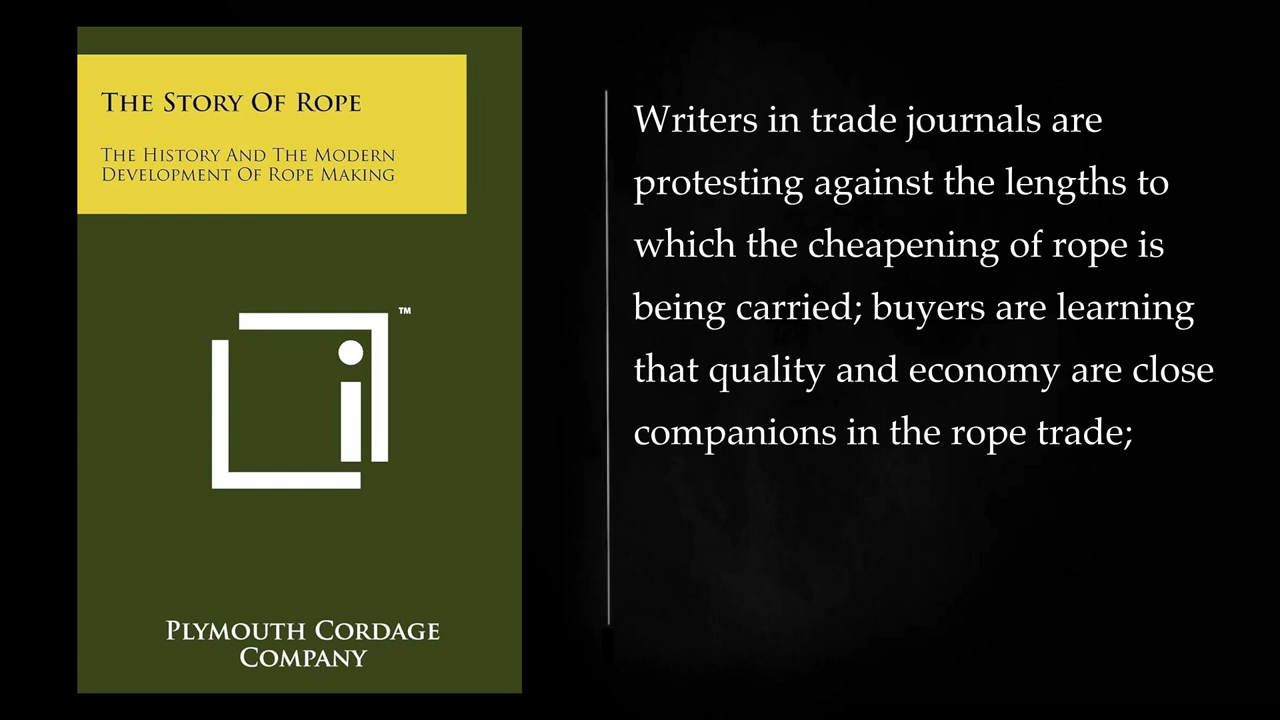 The Story Of Rope
The History And The Modern
Development Of Rope Making
TM
i
Plymouth Cordage
Company
Writers in trade journals are
protesting against the lengths to
which the cheapening of rope is
being carried; buyers are learning
that quality and economy are close
companions in the rope trade;